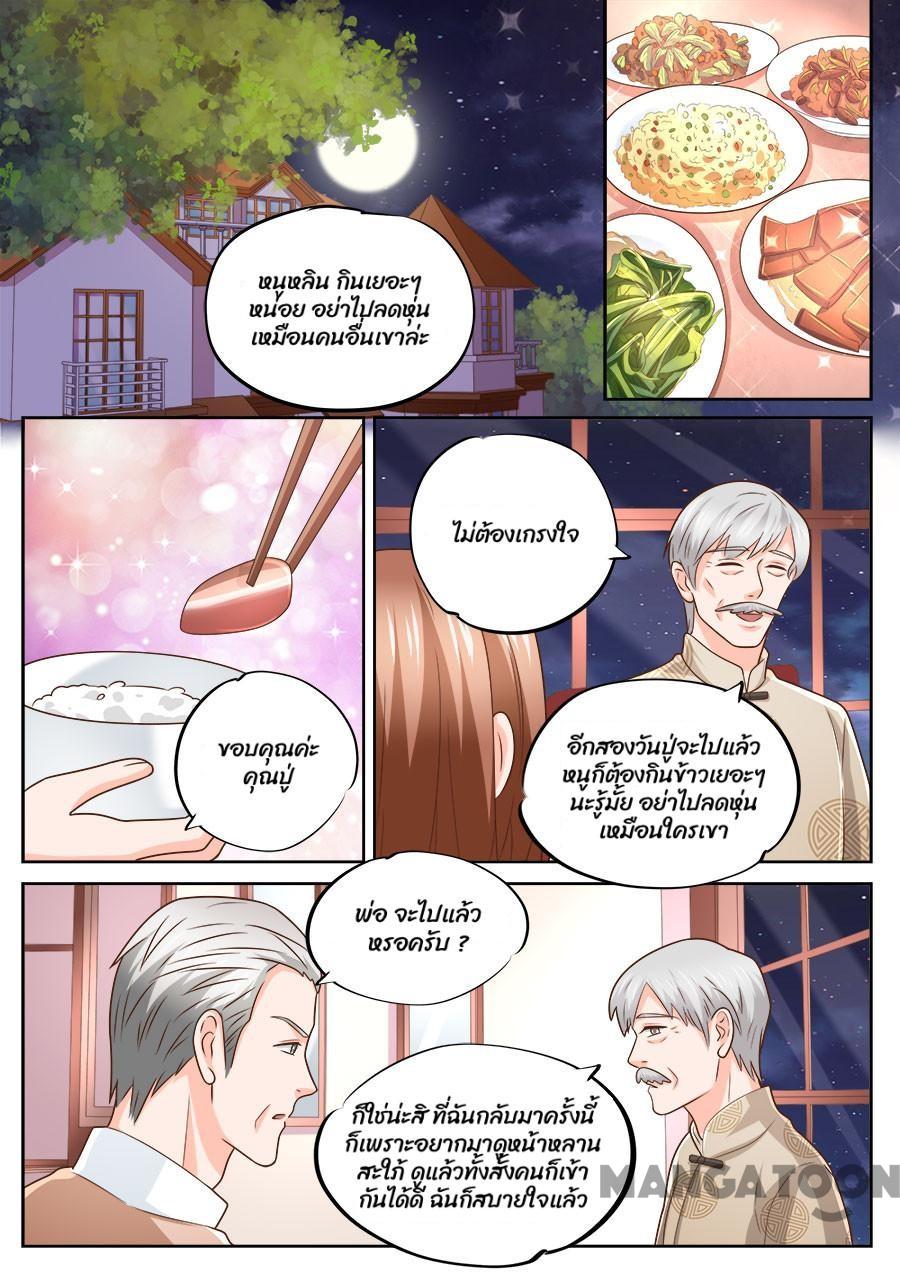 หนูหลิน กินเยอะๆ
หน่อย อย่าไปลดหุ่น
เหมือนคนอื่นเขาล่ะ
ไม่ต้องเกรงใจ
ขอบคุณค่ะ
คุณปู่
อีกสองวันปู่จะไปแล้ว
หนูก็ต้องกินข้าวเยอะๆ
นะรู้มั้ย อย่าไปลดหุ่น
เหมือนใครเขา
พ่อ จะไปแล้ว
หรอครับ ?
ก็ใช่น่ะสิ ที่ฉันกลับมาครั้งนี้
ก็เพราะอยากมาดูหน้าหลาน
สะใภ้ ดูแล้วทั้งสังคนก็เข้า
กันได้ดี ฉันก็สบายใจแล้ว
MANGATOON